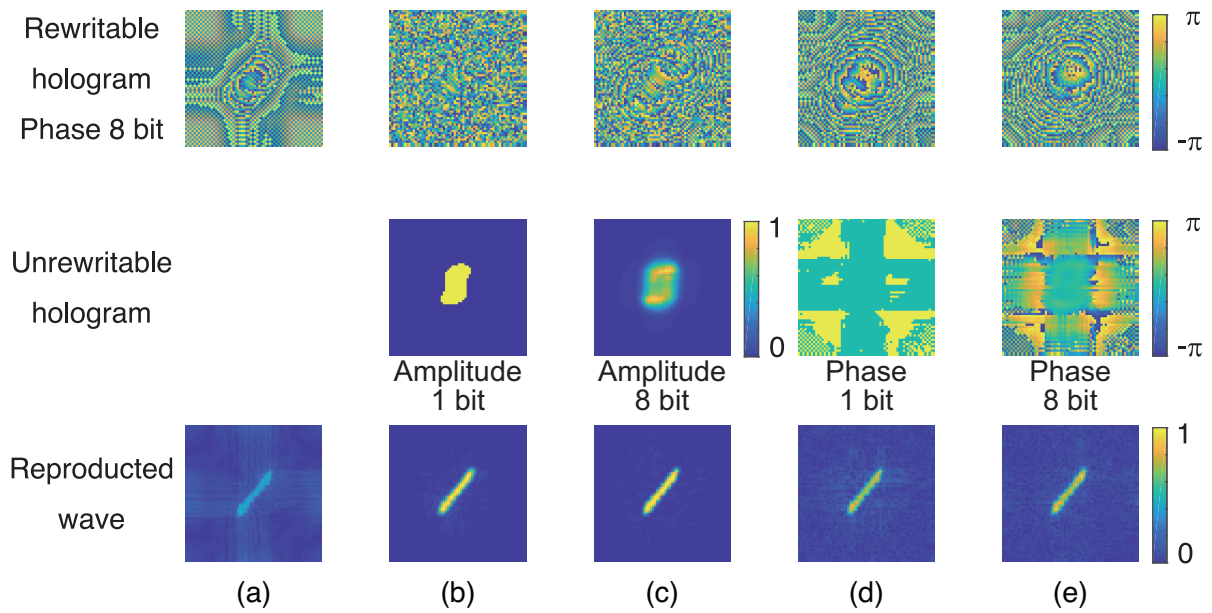 Rewritable
hologram
Phase 8 bit
π
-π
Unrewritable
hologram
1
0
π
-π
Amplitude
1 bit
Amplitude
8 bit
Phase
1 bit
Phase
8 bit
Reproducted
wave
1
0
(a)
(b)
(c)
(d)
(e)